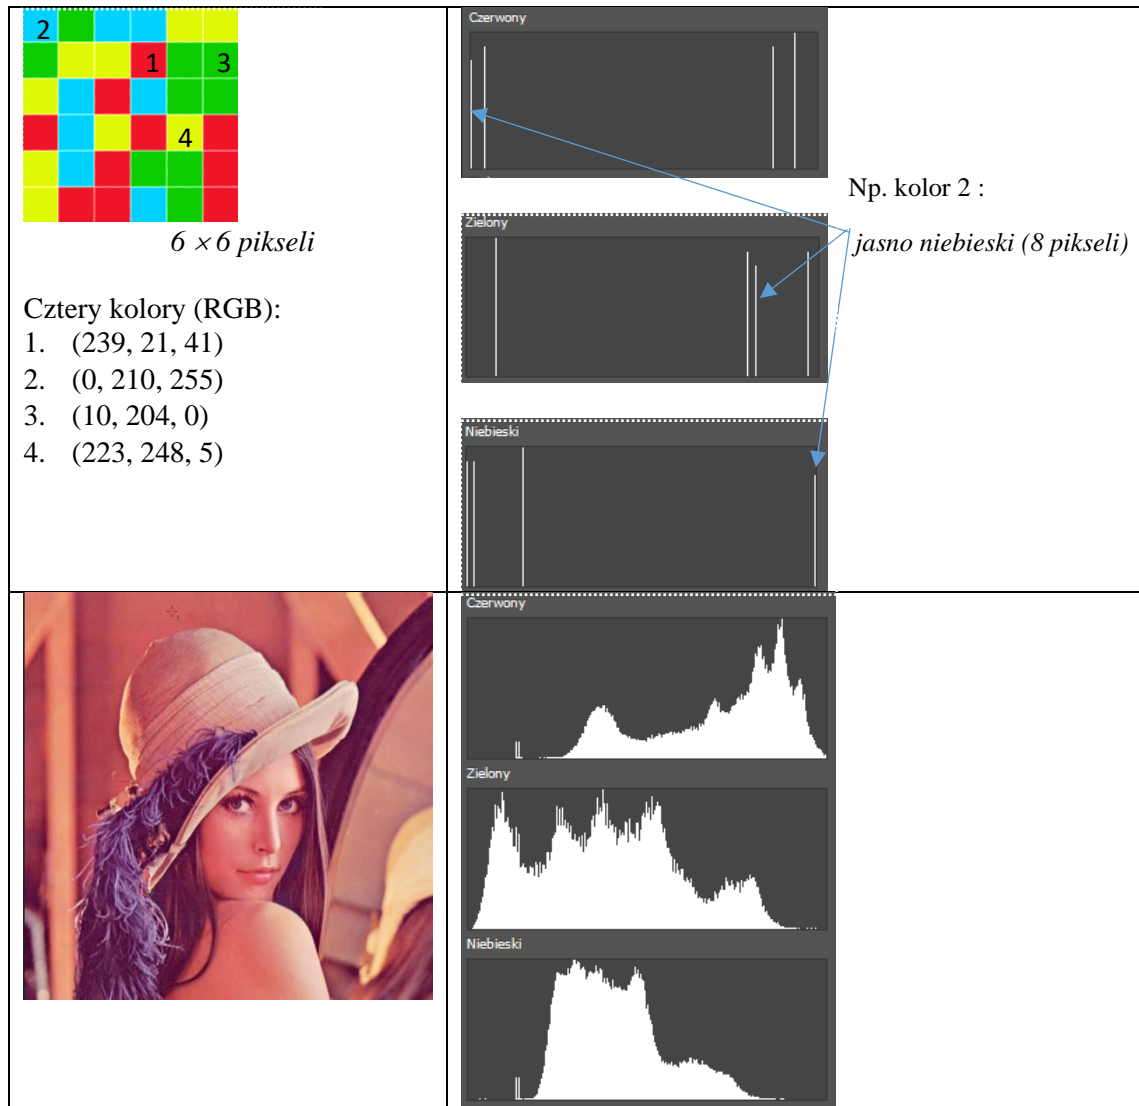 2
1
3
4
6 × 6 pikseli
Cztery kolory (RGB):
1. (239, 21, 41)
2. (0, 210, 255)
3. (10, 204, 0)
4. (223, 248, 5)
Czerwony
Zielony
Niebieski
Np. kolor 2 :
jasno niebieski (8 pikseli)
Czerwony
Zielony
Niebieski